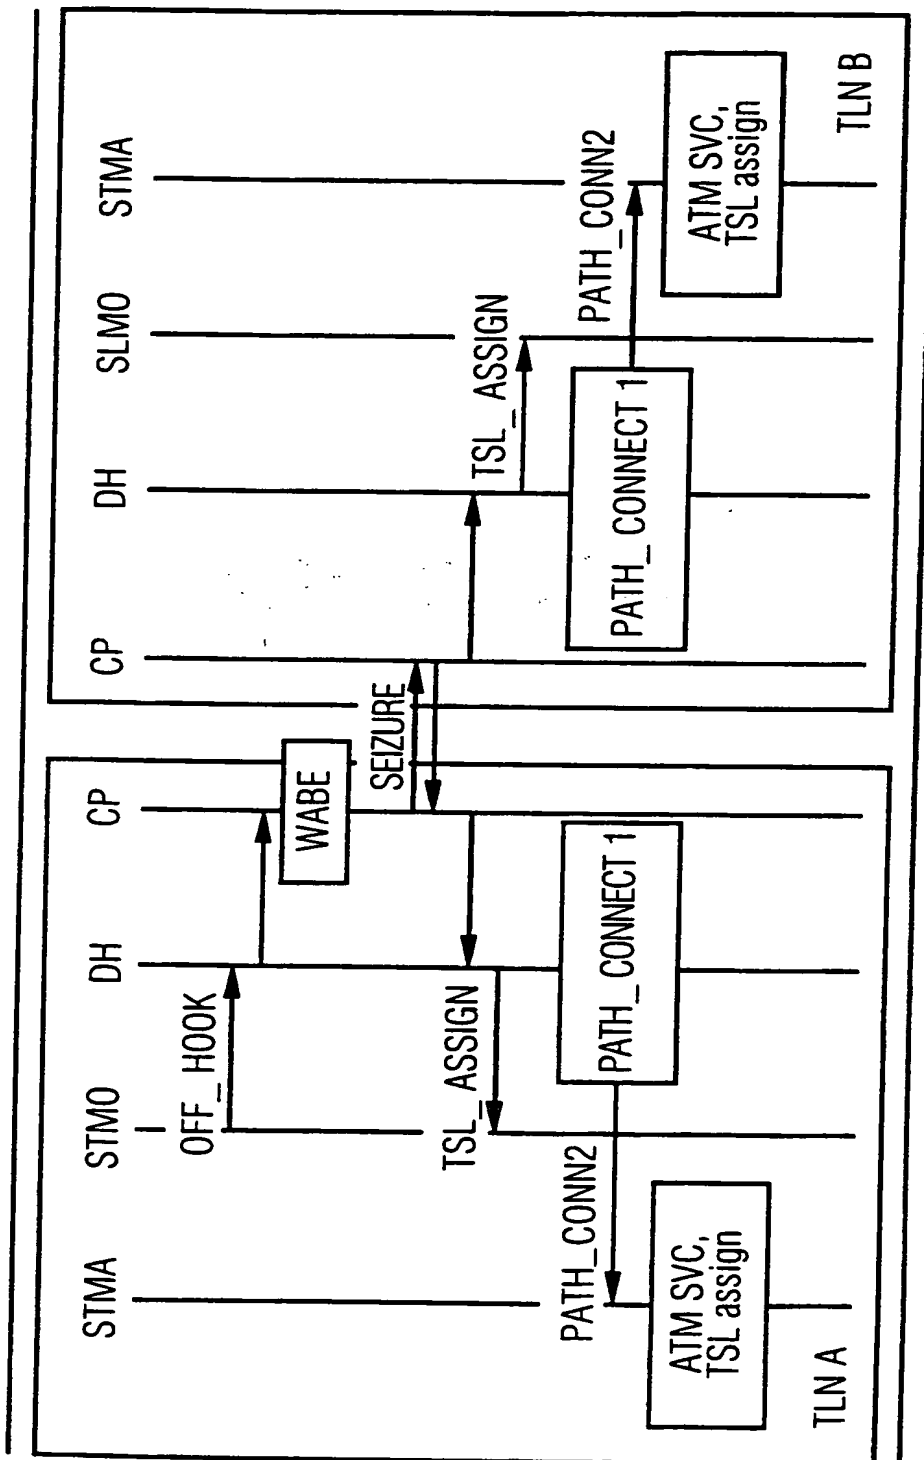 STMA
STMO
DH
CP
CP
DH
SLMO
STMA
OFF_HOOK
WABE
SEIZURE
TSL_ASSIGN
TSL_ASSIGN
PATH_CONN2
PATH_CONNECT 1
PATH_CONNECT 1
PATH_CONN2
ATM SVC,
TSL assign
ATM SVC,
TSL assign
TLN A
TLN B